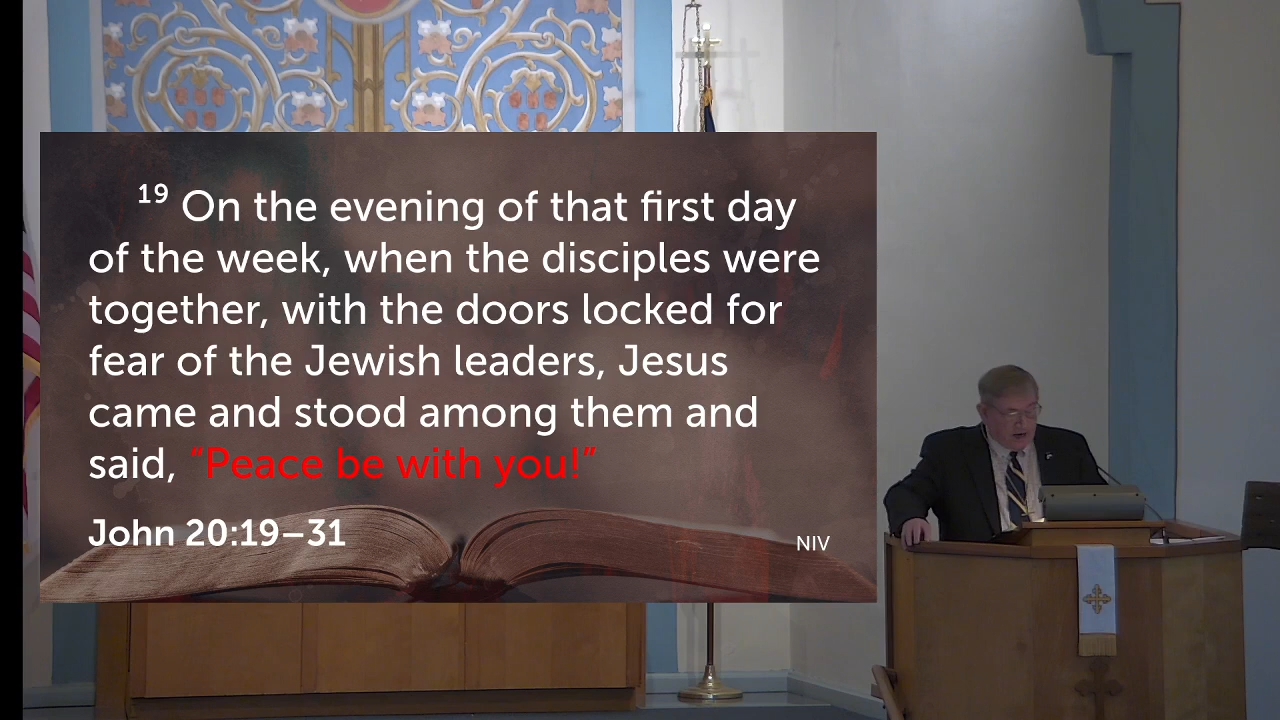 19 On the evening of that first day
of the week, when the disciples were
together, with the doors locked for
fear of the Jewish leaders, Jesus
came and stood among them and
said, “Peace be with you!”
John 20:19–31
NIV